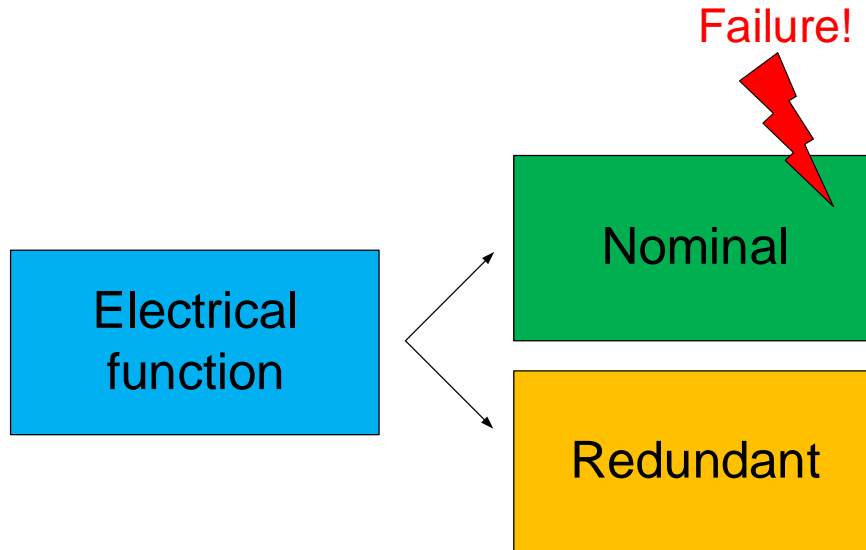 Failure!
Nominal
Electrical
function
Redundant